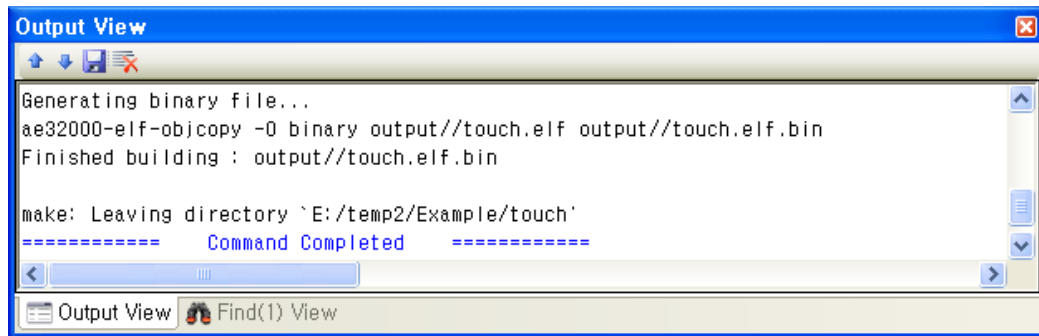 Output View
Generating binary file...
ae32000-elf-objcopy -O binary output//touch.elf output//touch.elf.bin
Finished building : output//touch.elf.bin
make: Leaving directory `E:/temp2/Example/touch'
============ Command Completed ============
Output View Find(1) View